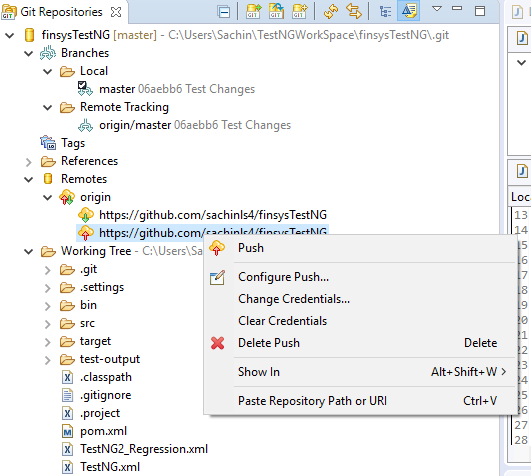 Git Repositories
finsysTestNG [master] - C:\Users\Sachin\TestNGWorkSpace\finsysTestNG\.git
Branches
Local
master 06aebb6 Test Changes
Remote Tracking
origin/master 06aebb6 Test Changes
Tags
References
Remotes
origin
https://github.com/sachinls4/finsysTestNG
https://github.com/sachinls4/finsysTestNG
Working Tree - C:\Users\Sa
.git
.settings
bin
src
target
test-output
.classpath
.gitignore
.project
pom.xml
TestNG2_Regression.xml
TestNG.xml
Push
Configure Push...
Change Credentials...
Clear Credentials
Delete Push Delete
Show In Alt+Shift+W >
Paste Repository Path or URI Ctrl+V
Loc
13
14
15
28